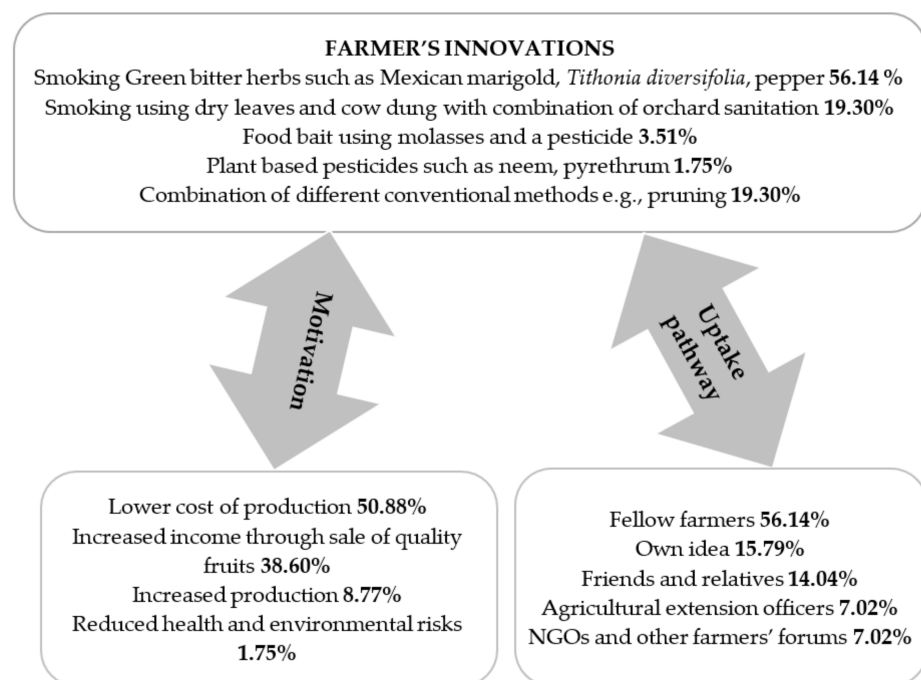 FARMER'S INNOVATIONS
Smoking Green bitter herbs such as Mexican marigold, Tithonia diversifolia, pepper 56.14 %
Smoking using dry leaves and cow dung with combination of orchard sanitation 19.30%
Food bait using molasses and a pesticide 3.51%
Plant based pesticides such as neem, pyrethrum 1.75%
Combination of different conventional methods e.g., pruning 19.30%
Motivation
Uptake
pathway
Lower cost of production 50.88%
Increased income through sale of quality
fruits 38.60%
Increased production 8.77%
Reduced health and environmental risks
1.75%
Fellow farmers 56.14%
Own idea 15.79%
Friends and relatives 14.04%
Agricultural extension officers 7.02%
NGOs and other farmers' forums 7.02%